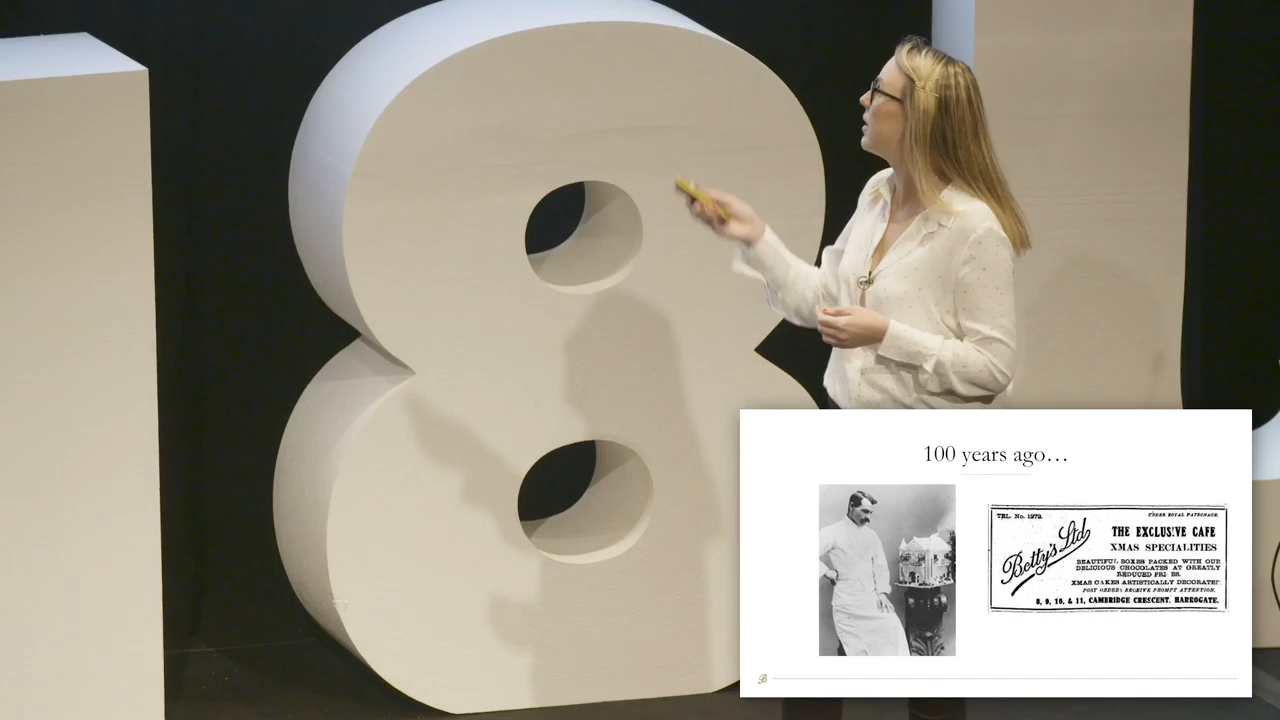 18
100 years ago...
TEL. No. 1272.
UNDER ROYAL PATRONAGE.
Betty's Ltd
THE EXCLUSIVE CAFE
XMAS SPECIALITIES
BEAUTIFUL BOXES PACKED WITH OUR
DELICIOUS CHOCOLATES AT GREATLY
REDUCED
XMAS CAKES ARTISTICALLY DECORATED
POST ORDERS RECEIVE PROMPT ATTENTION.
8, 9, 10, & 11, CAMBRIDGE CRESCENT, HARROGATE.
B